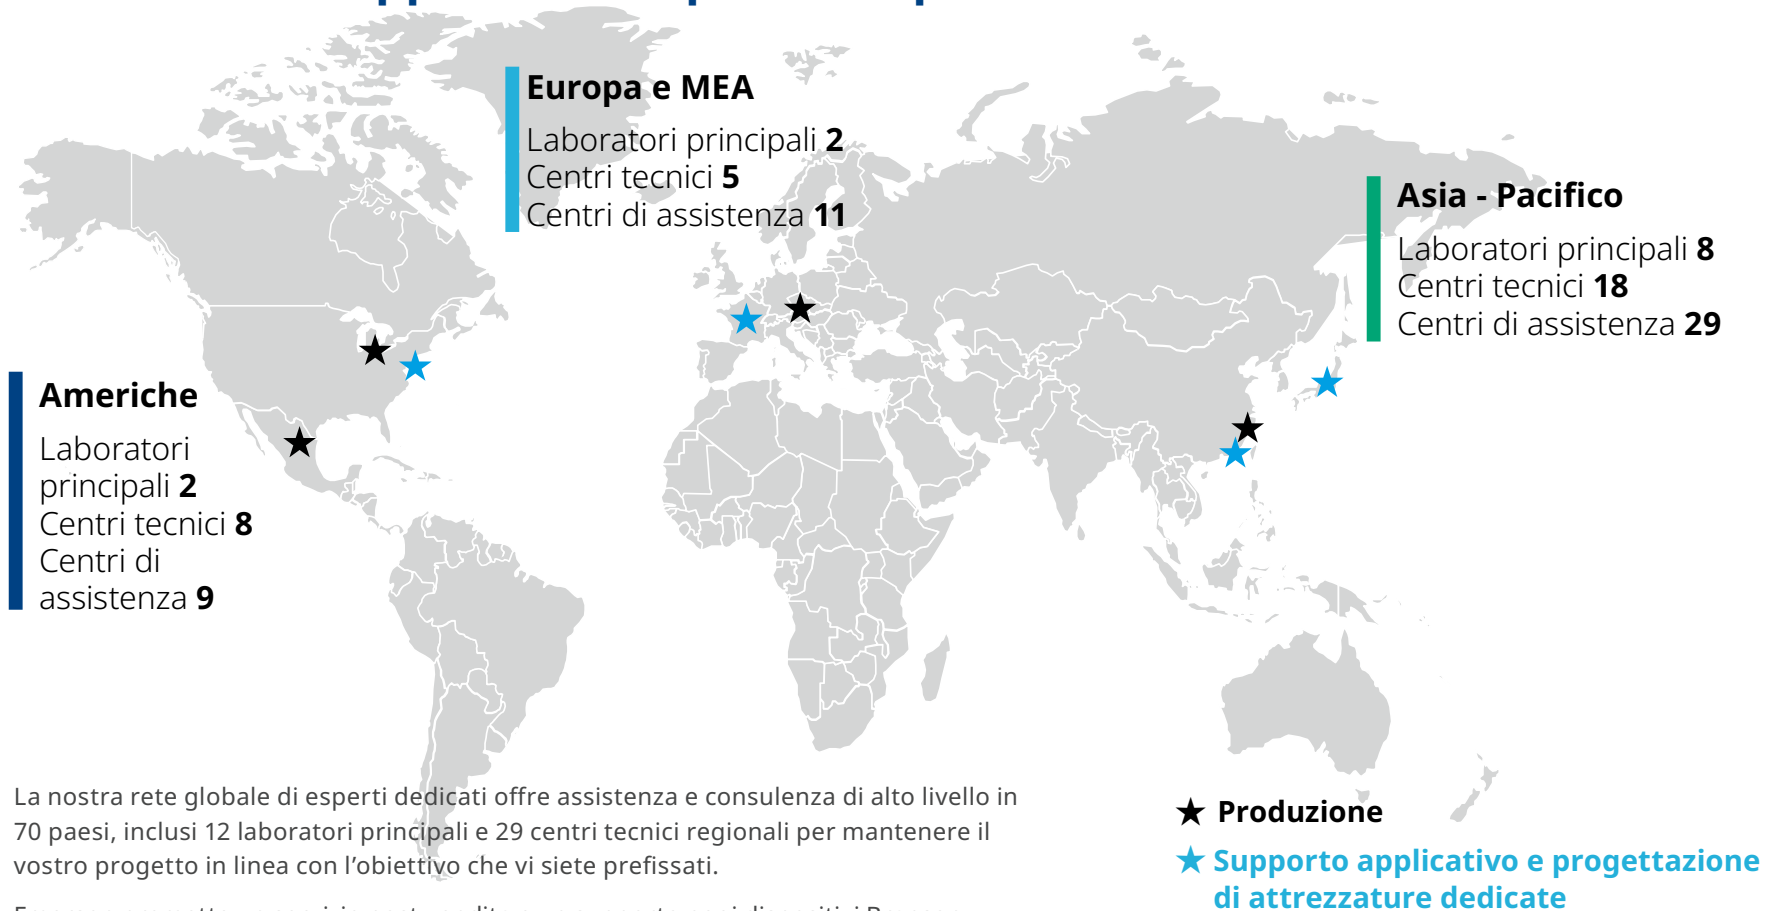 Europa e MEA
Laboratori principali 2
Centri tecnici 5
Centri di assistenza 11
Asia - Pacifico
Laboratori principali 8
Centri tecnici 18
Centri di assistenza 29
Americhe
Laboratori
principali 2
Centri tecnici 8
Centri di
assistenza 9
La nostra rete globale di esperti dedicati offre assistenza e consulenza di alto livello in
70 paesi, inclusi 12 laboratori principali e 29 centri tecnici regionali per mantenere il
vostro progetto in linea con l’obiettivo che vi siete prefissati.
★ Produzione
★ Supporto applicativo e progettazione
di attrezzature dedicate